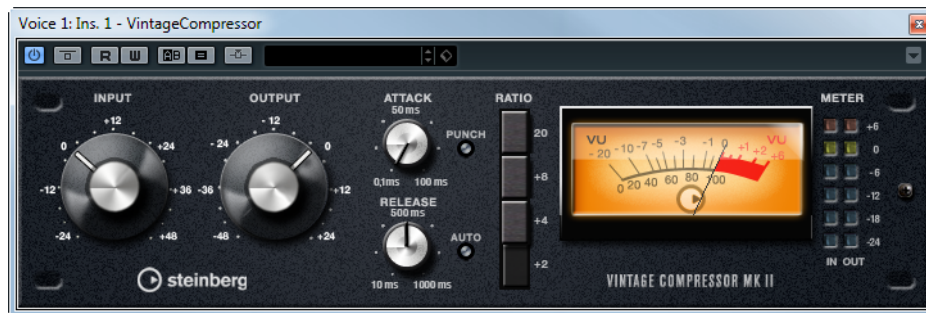 Voice 1: Ins. 1 - VintageCompressor
R W AB
INPUT
+12
0 +24
-12 +36
-24 +48
OUTPUT
- 12
- 24 0
-36 +12
-48 +24
steinberg
ATTACK
50 ms
PUNCH
0,1ms 100 ms
RELEASE
500 ms
AUTO
10 ms 1000 ms
RATIO
20
+8
+4
+2
VU VU
- 20 -10 -7 -5 -3 -1 0 +1 +2 +6
0 20 40 60 80 100
VINTAGE COMPRESSOR MK II
METER
+6
0
-6
-12
-18
-24
IN OUT